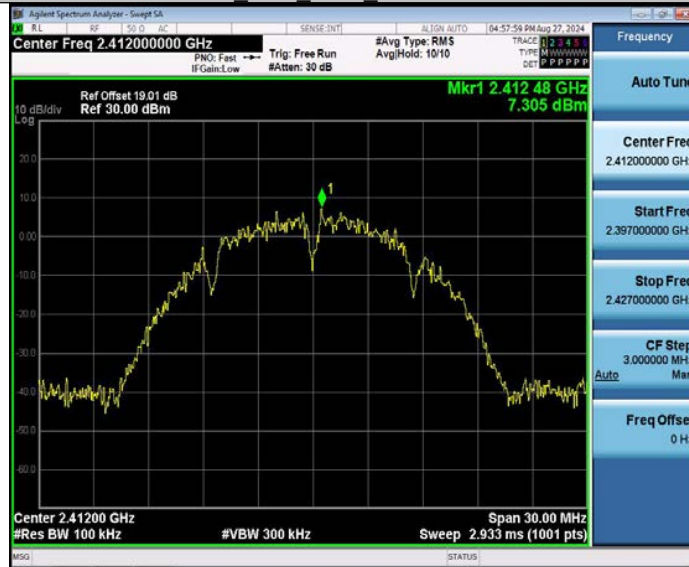 Agilent Spectrum Analyzer - Swept SA
RL RF 50 Ω AC SENSE:INT ALIGN AUTO 04:57:59 PM Aug 27, 2024
Center Freq 2.412000000 GHz
PNO: Fast
IFGain:Low
Trig: Free Run
#Atten: 30 dB
#Avg Type: RMS
Avg|Hold: 10/10
TRACE 1 2 3 4 5 6
TYPE M W W W W W
DET P P P P P P
Ref Offset 19.01 dB
Ref 30.00 dBm
10 dB/div
Log
Mkr1 2.412 48 GHz
7.305 dBm
1
20.0
10.0
0.00
-10.0
-20.0
-30.0
-40.0
-50.0
-60.0
Center 2.41200 GHz
Span 30.00 MHz
#Res BW 100 kHz
#VBW 300 kHz
Sweep 2.933 ms (1001 pts)
MSG
STATUS
Frequency
Auto Tun
Center Fre
2.412000000 GH
Start Fre
2.397000000 GH
Stop Fre
2.427000000 GH
CF Step
3.000000 MH
Auto Ma
Freq Offse
0 H